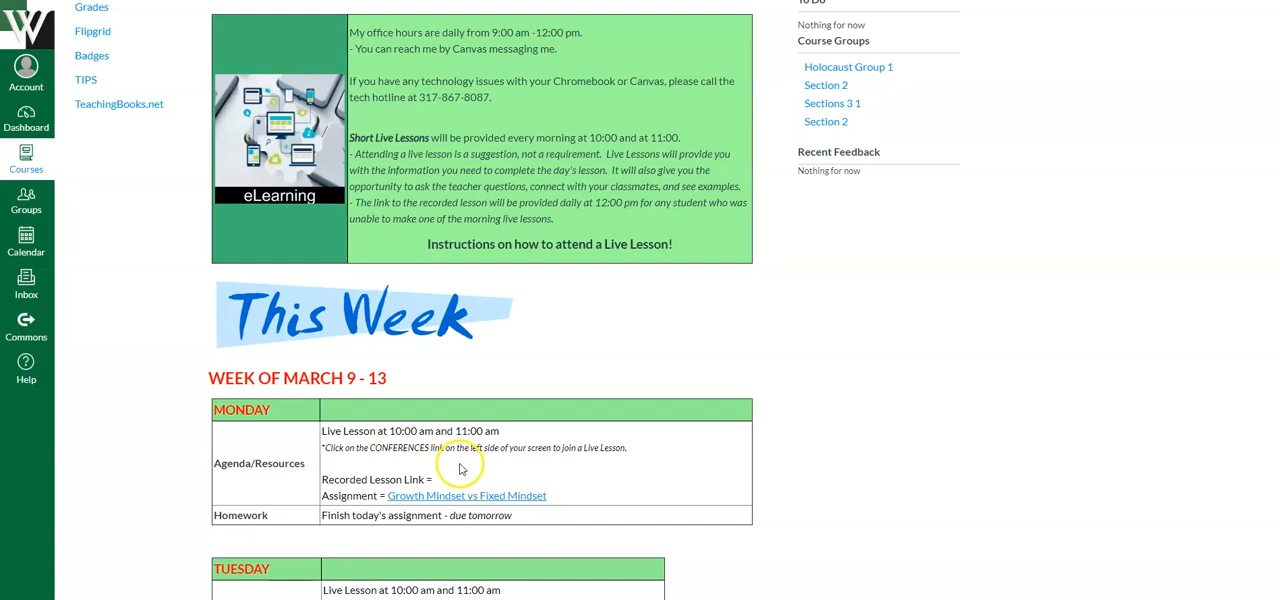 W
Account
Dashboard
Courses
Groups
Calendar
Inbox
Commons
Help
Grades
Flipgrid
Badges
TIPS
TeachingBooks.net
eLearning
My office hours are daily from 9:00 am -12:00 pm.
- You can reach me by Canvas messaging me.
If you have any technology issues with your Chromebook or Canvas, please call the
tech hotline at 317-867-8087.
Short Live Lessons will be provided every morning at 10:00 and at 11:00.
- Attending a live lesson is a suggestion, not a requirement. Live Lessons will provide you
with the information you need to complete the day's lesson. It will also give you the
opportunity to ask the teacher questions, connect with your classmates, and see examples.
- The link to the recorded lesson will be provided daily at 12:00 pm for any student who was
unable to make one of the morning live lessons.
Instructions on how to attend a Live Lesson!
This Week
WEEK OF MARCH 9 - 13
MONDAY
Agenda/Resources
Live Lesson at 10:00 am and 11:00 am
*Click on the CONFERENCES link on the left side of your screen to join a Live Lesson.
Recorded Lesson Link =
Assignment = Growth Mindset vs Fixed Mindset
Homework
Finish today's assignment - due tomorrow
TUESDAY
Live Lesson at 10:00 am and 11:00 am
Nothing for now
Course Groups
Holocaust Group 1
Section 2
Sections 3 1
Section 2
Recent Feedback
Nothing for now